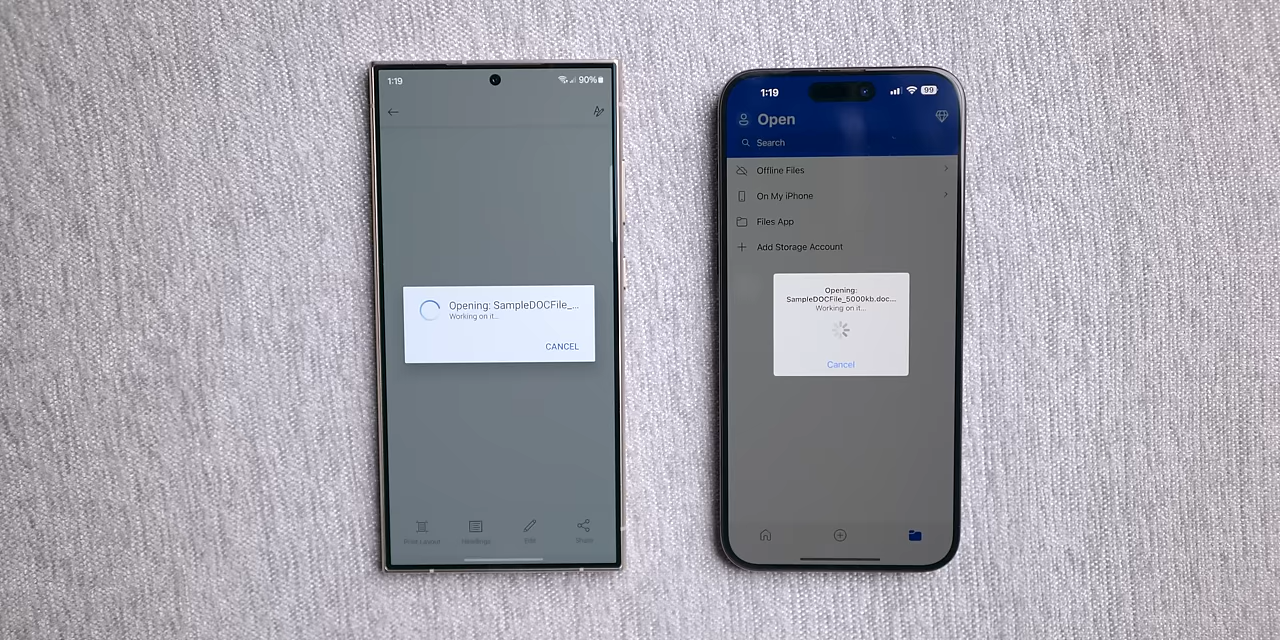 1:19
90%
Opening: SampleDOCFile_...
Working on it...
CANCEL
Print Layout
Headings
Edit
Share
1:19
99
Open
Search
Offline Files
On My iPhone
Files App
Add Storage Account
Opening:
SampleDOCFile_5000kb.doc...
Working on it...
Cancel